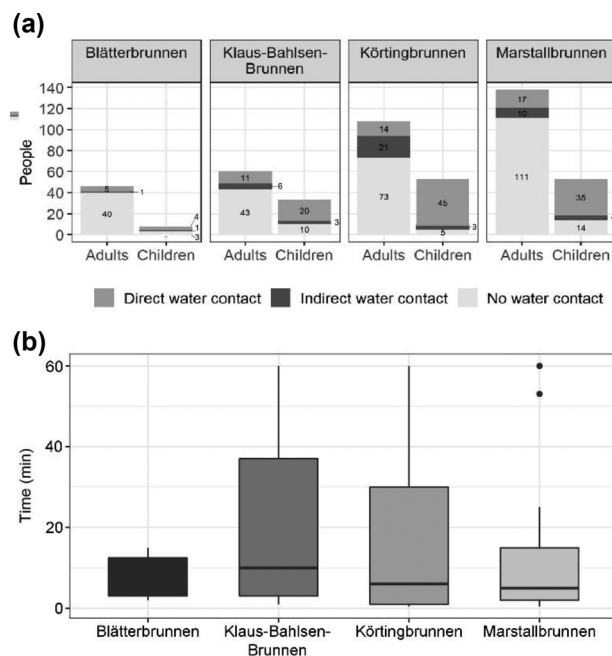 (a)
Blätterbrunnen
Klaus-Bahlsen-
Brunnen
Körtingbrunnen
Marstallbrunnen
People
140
120
100
80
60
40
20
0
5
1
40
4
1
3
11
6
43
20
3
10
14
21
73
45
3
5
17
10
111
35
14
Adults Children Adults Children Adults Children Adults Children
Direct water contact Indirect water contact No water contact
(b)
Time (min)
60
40
20
0
Blätterbrunnen
Klaus-Bahlsen-
Brunnen
Körtingbrunnen
Marstallbrunnen